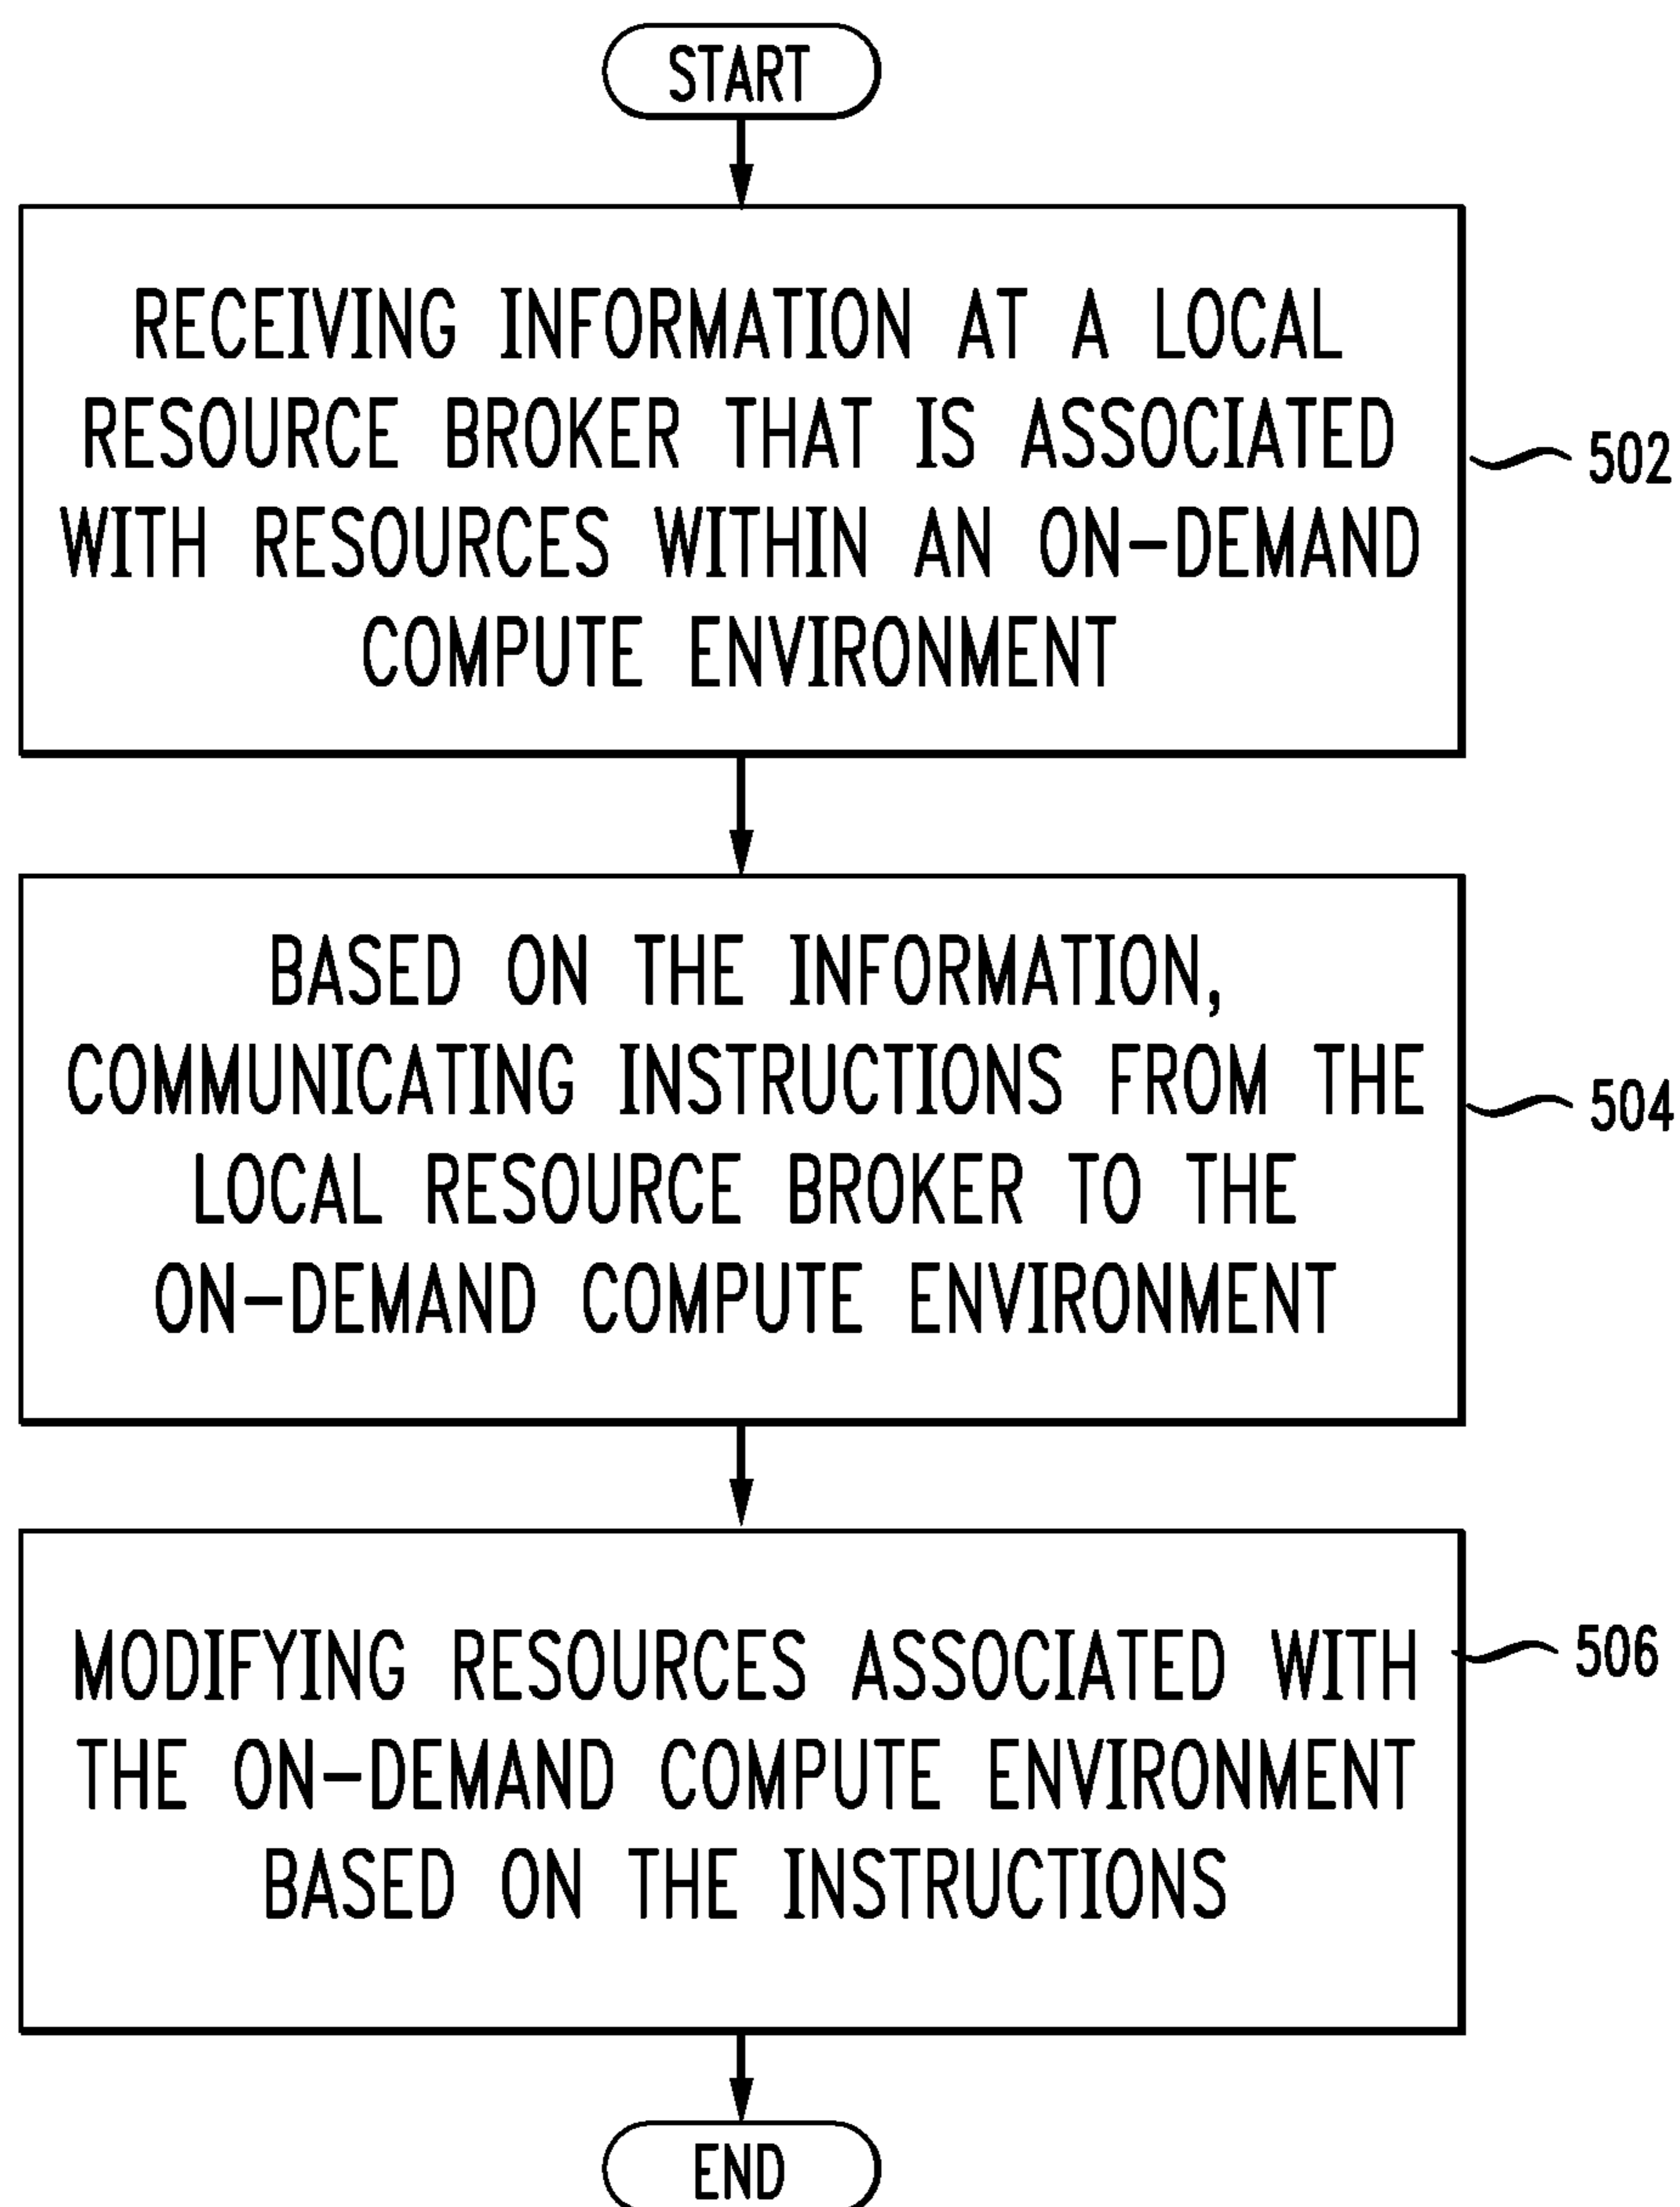 START
RECEIVING INFORMATION AT A LOCAL
RESOURCE BROKER THAT IS ASSOCIATED
WITH RESOURCES WITHIN AN ON-DEMAND
COMPUTE ENVIRONMENT
502
BASED ON THE INFORMATION,
COMMUNICATING INSTRUCTIONS FROM THE
LOCAL RESOURCE BROKER TO THE
ON-DEMAND COMPUTE ENVIRONMENT
504
MODIFYING RESOURCES ASSOCIATED WITH
THE ON-DEMAND COMPUTE ENVIRONMENT
BASED ON THE INSTRUCTIONS
506
END